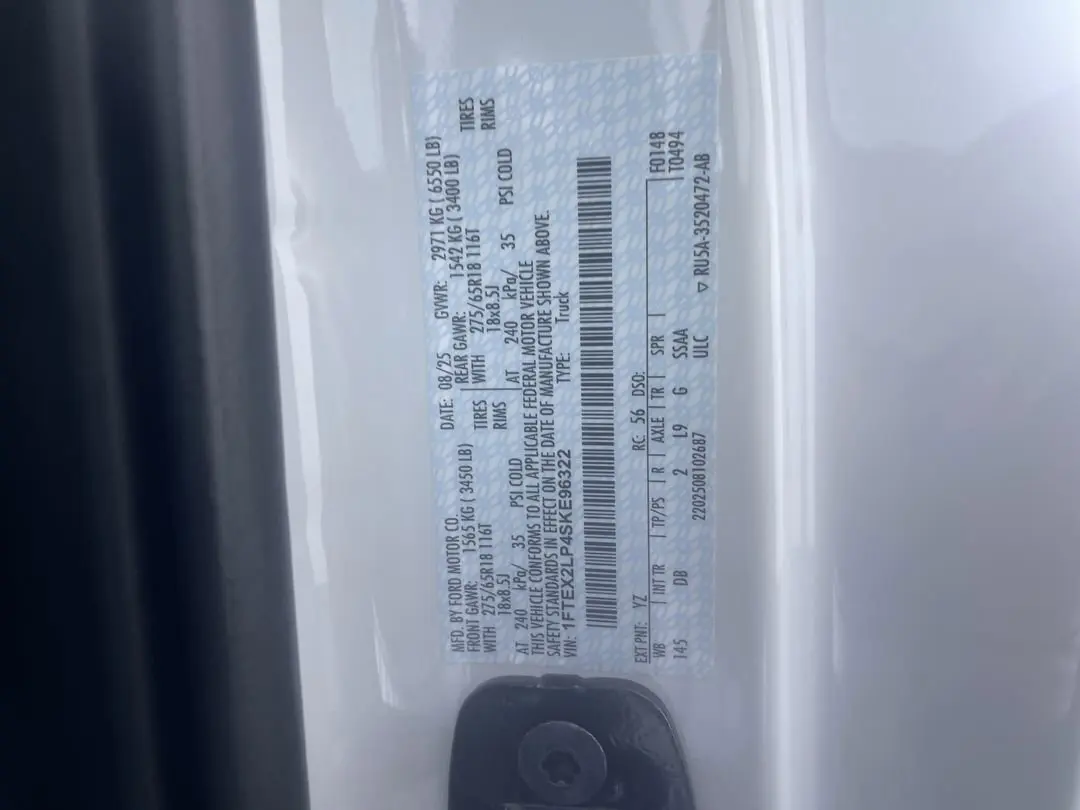 MFD. BY FORD MOTOR CO. DATE: 08/25 GVWR: 2971 KG ( 6550 LB)
FRONT GAWR: 1565 KG ( 3450 LB) REAR GAWR: 1542 KG ( 3400 LB)
WITH 275/65R18 116T TIRES WITH 275/65R18 116T TIRES
18x8.5J RIMS 18x8.5J RIMS
AT 240 kPa/ 35 PSI COLD AT 240 kPa/ 35 PSI COLD
THIS VEHICLE CONFORMS TO ALL APPLICABLE FEDERAL MOTOR VEHICLE
SAFETY STANDARDS IN EFFECT ON THE DATE OF MANUFACTURE SHOWN ABOVE.
VIN: 1FTEX2LP4SKE96322 TYPE: Truck
EXT PNT: YZ RC: 56 DSO: F0148
WB INT TR TP/PS R AXLE TR SPR T0494
145 DB 2 L9 G SSAA
2202508102687 ULC ▽ RU5A-3520472-AB